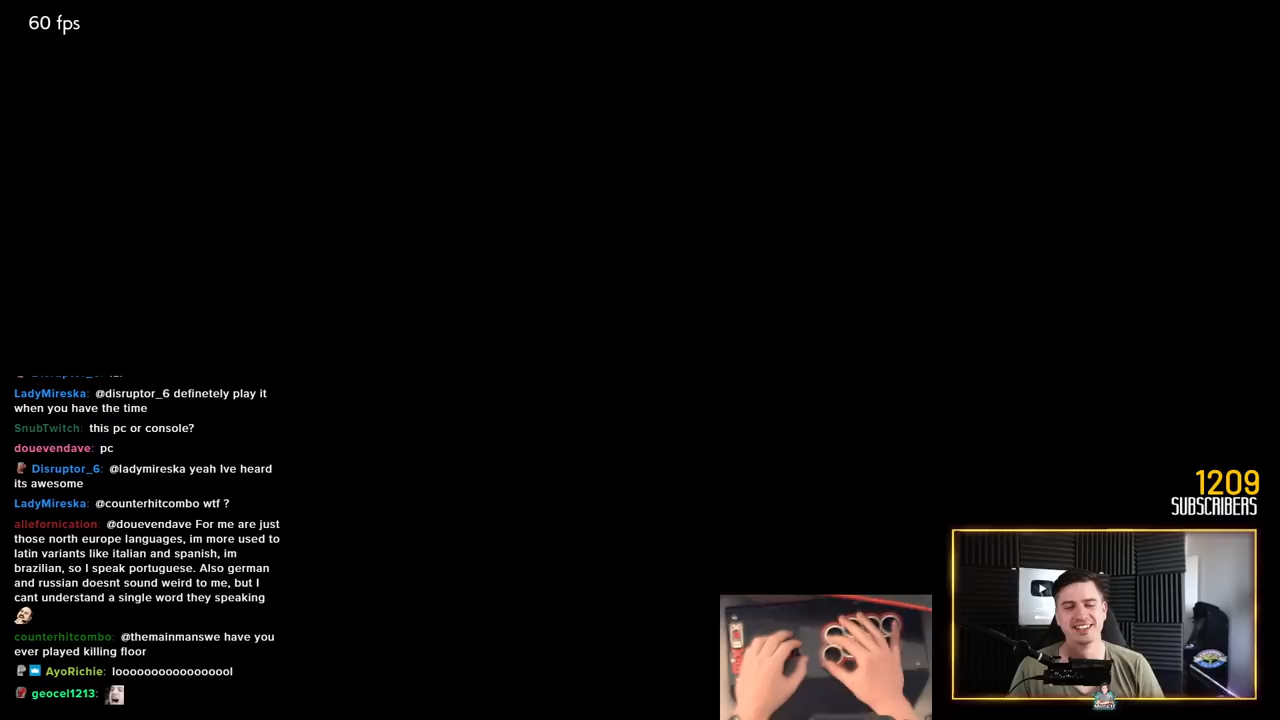 60 fps
LadyMireska: @disruptor_6 definetely play it
when you have the time
SnubTwitch: this pc or console?
douevendave: pc
Disruptor_6: @ladymireska yeah Ive heard
its awesome
LadyMireska: @counterhitcombo wtf ?
allefornication: @douevendave For me are just
those north europe languages, im more used to
latin variants like italian and spanish, im
brazilian, so I speak portuguese. Also german
and russian doesnt sound weird to me, but I
cant understand a single word they speaking
counterhitcombo: @themainmanswe have you
ever played killing floor
AyoRichie: looooooooooooooool
geocel1213:
1209
SUBSCRIBERS